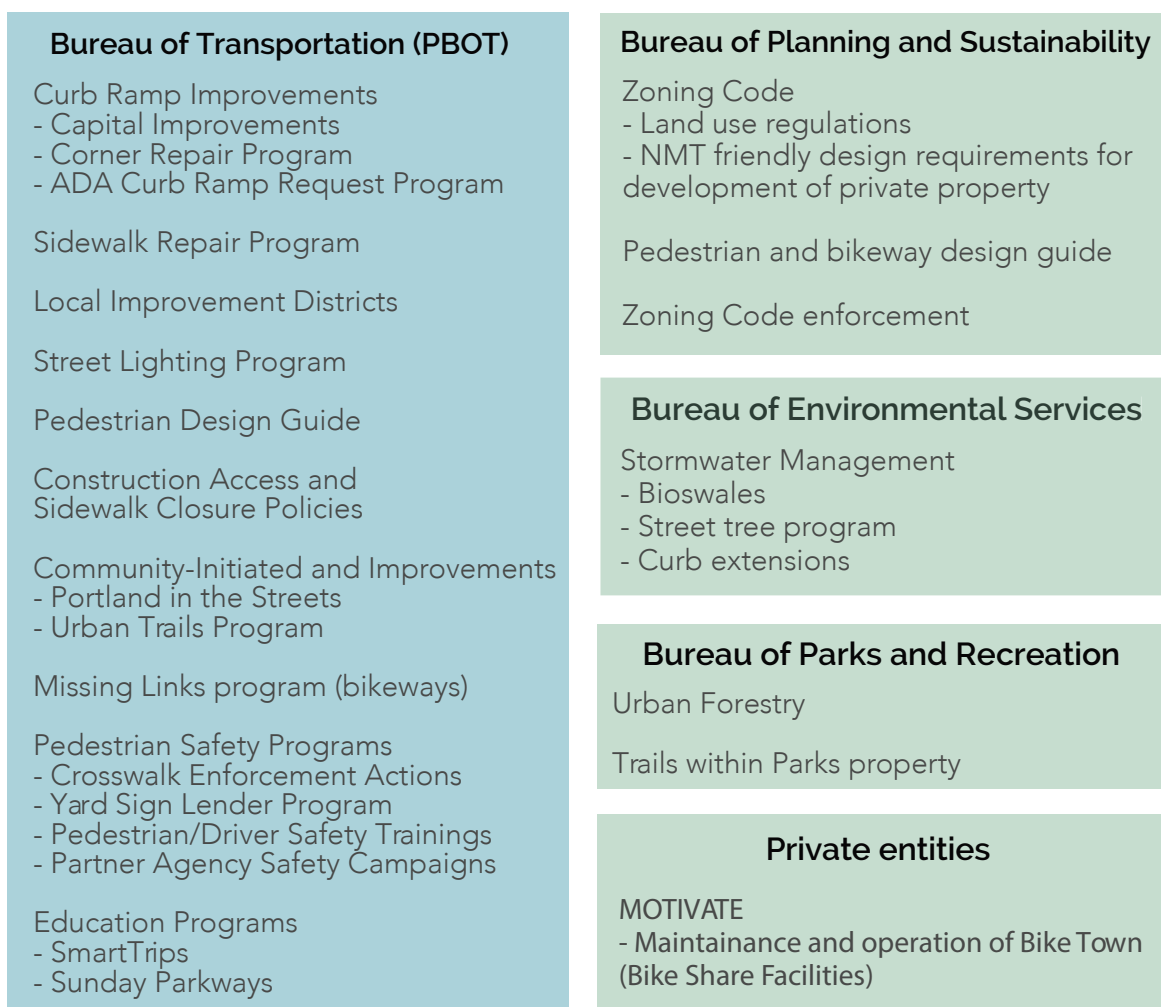 Bureau of Transportation (PBOT)
Curb Ramp Improvements
- Capital Improvements
- Corner Repair Program
- ADA Curb Ramp Request Program
Sidewalk Repair Program
Local Improvement Districts
Street Lighting Program
Pedestrian Design Guide
Construction Access and
Sidewalk Closure Policies
Community-Initiated and Improvements
- Portland in the Streets
- Urban Trails Program
Missing Links program (bikeways)
Pedestrian Safety Programs
- Crosswalk Enforcement Actions
- Yard Sign Lender Program
- Pedestrian/Driver Safety Trainings
- Partner Agency Safety Campaigns
Education Programs
- SmartTrips
- Sunday Parkways
Bureau of Planning and Sustainability
Zoning Code
- Land use regulations
- NMT friendly design requirements for
development of private property
Pedestrian and bikeway design guide
Zoning Code enforcement
Bureau of Environmental Services
Stormwater Management
- Bioswales
- Street tree program
- Curb extensions
Bureau of Parks and Recreation
Urban Forestry
Trails within Parks property
Private entities
MOTIVATE
- Maintainance and operation of Bike Town
(Bike Share Facilities)